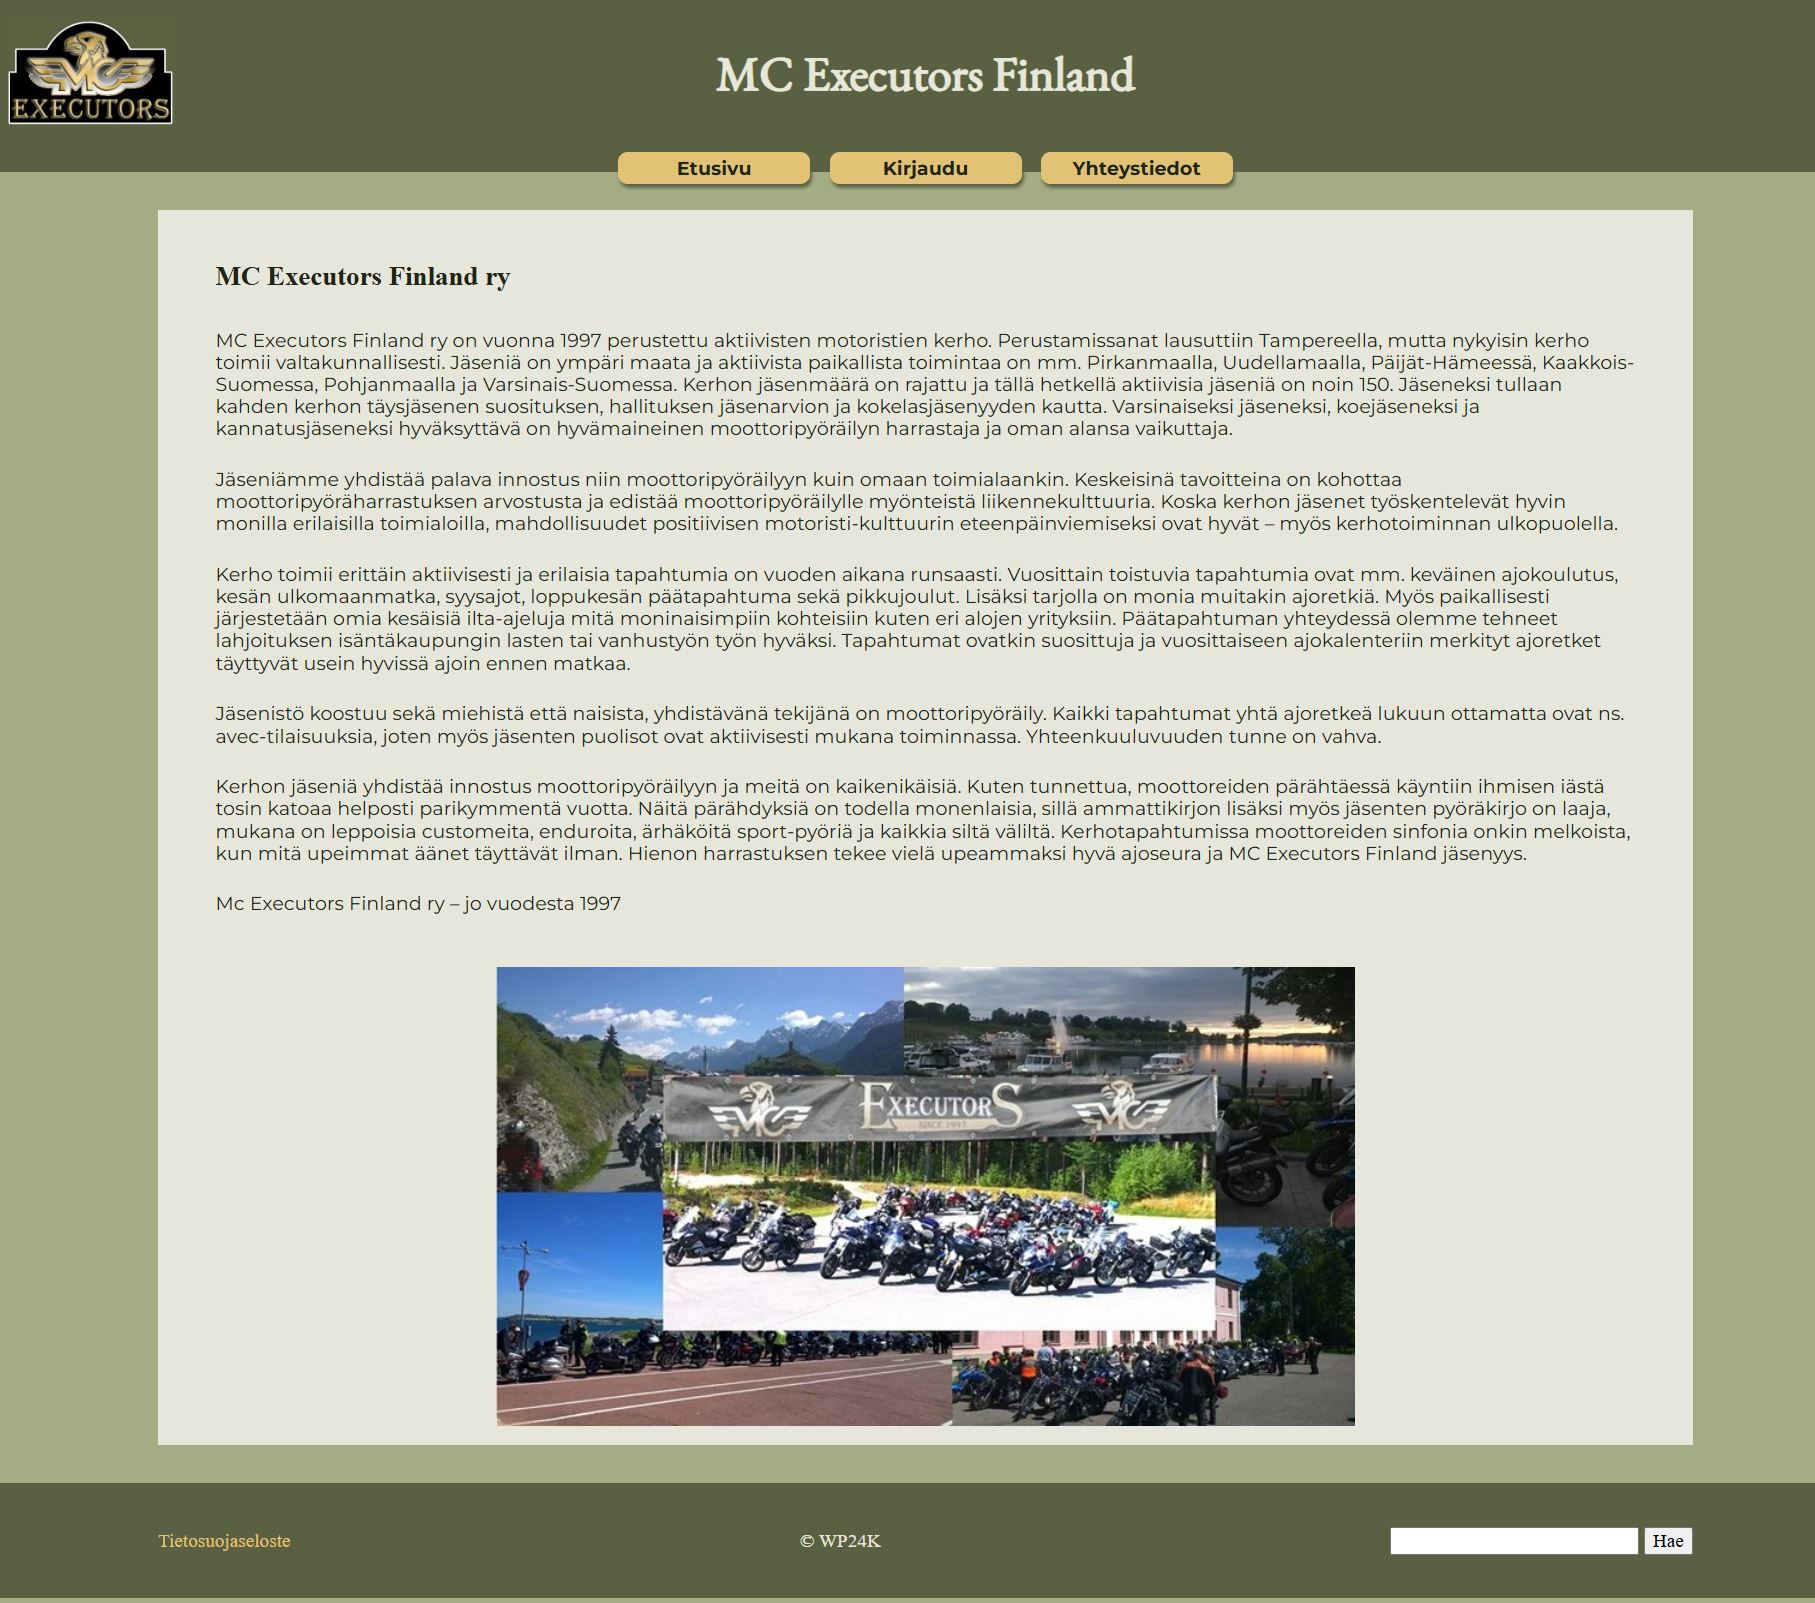 MC
EXECUTORS
MC Executors Finland
Etusivu
Kirjaudu
Yhteystiedot
MC Executors Finland ry
MC Executors Finland ry on vuonna 1997 perustettu aktiivisten motoristien kerho. Perustamissanat lausuttiin Tampereella, mutta nykyisin kerho
toimii valtakunnallisesti. Jäseniä on ympäri maata ja aktiivista paikallista toimintaa on mm. Pirkanmaalla, Uudellamaalla, Päijät-Hämeessä, Kaakkois-
Suomessa, Pohjanmaalla ja Varsinais-Suomessa. Kerhon jäsenmäärä on rajattu ja tällä hetkellä aktiivisia jäseniä on noin 150. Jäseneksi tullaan
kahden kerhon täysjäsenen suosituksen, hallituksen jäsenarvion ja kokelasjäsenyyden kautta. Varsinaiseksi jäseneksi, koejäseneksi ja
kannatusjäseneksi hyväksyttävä on hyvämaineinen moottoripyöräilyn harrastaja ja oman alansa vaikuttaja.
Jäseniämme yhdistää palava innostus niin moottoripyöräilyyn kuin omaan toimialaankin. Keskeisinä tavoitteina on kohottaa
moottoripyöräharrastuksen arvostusta ja edistää moottoripyöräilylle myönteistä liikennekulttuuria. Koska kerhon jäsenet työskentelevät hyvin
monilla erilaisilla toimialoilla, mahdollisuudet positiivisen motoristi-kulttuurin eteenpäinviemiseksi ovat hyvät – myös kerhotoiminnan ulkopuolella.
Kerho toimii erittäin aktiivisesti ja erilaisia tapahtumia on vuoden aikana runsaasti. Vuosittain toistuvia tapahtumia ovat mm. keväinen ajokoulutus,
kesän ulkomaanmatka, syysajot, loppukesän päätapahtuma sekä pikkujoulut. Lisäksi tarjolla on monia muitakin ajoretkiä. Myös paikallisesti
järjestetään omia kesäisiä ilta-ajeluja mitä moninaisimpiin kohteisiin kuten eri alojen yrityksiin. Päätapahtuman yhteydessä olemme tehneet
lahjoituksen isäntäkaupungin lasten tai vanhustyön työn hyväksi. Tapahtumat ovatkin suosittuja ja vuosittaiseen ajokalenteriin merkityt ajoretket
täyttyvät usein hyvissä ajoin ennen matkaa.
Jäsenistö koostuu sekä miehistä että naisista, yhdistävänä tekijänä on moottoripyöräily. Kaikki tapahtumat yhtä ajoretkeä lukuun ottamatta ovat ns.
avec-tilaisuuksia, joten myös jäsenten puolisot ovat aktiivisesti mukana toiminnassa. Yhteenkuuluvuuden tunne on vahva.
Kerhon jäseniä yhdistää innostus moottoripyöräilyyn ja meitä on kaikenikäisiä. Kuten tunnettua, moottoreiden pärähtäessä käyntiin ihmisen iästä
tosin katoaa helposti parikymmentä vuotta. Näitä pärähdyksiä on todella monenlaisia, sillä ammattikirjon lisäksi myös jäsenten pyöräkirjo on laaja,
mukana on leppoisia customeita, enduroita, ärhäköitä sport-pyöriä ja kaikkia siltä väliltä. Kerhotapahtumissa moottoreiden sinfonia onkin melkoista,
kun mitä upeimmat äänet täyttävät ilman. Hienon harrastuksen tekee vielä upeammaksi hyvä ajoseura ja MC Executors Finland jäsenyys.
Mc Executors Finland ry – jo vuodesta 1997
MC
EXECUTORS
SINCE 1997
MC
Tietosuojaseloste
© WP24K
Hae